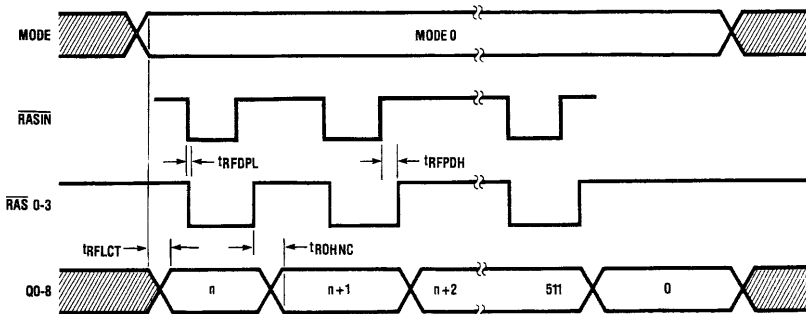 MODE
MODE 0
RASIN
tRFDPL
tRFPDH
RAS 0-3
tRFLCT
tROHNC
Q0-8
n
n+1
n+2
511
0